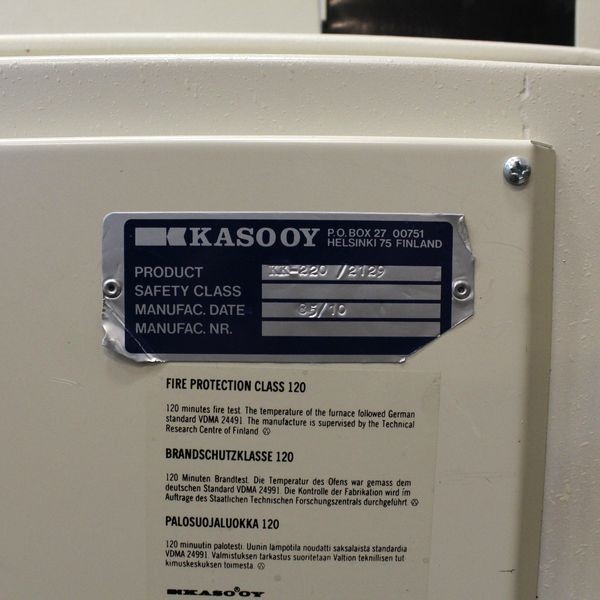 KASO OY P.O. BOX 27 00751
HELSINKI 75 FINLAND
PRODUCT KK-220 /2129
SAFETY CLASS
MANUFAC. DATE 85/10
MANUFAC. NR.
FIRE PROTECTION CLASS 120
120 minutes fire test. The temperature of the furnace followed German
standard VDMA 24491. The manufacture is supervised by the Technical
Research Centre of Finland
BRANDSCHUTZKLASSE 120
120 Minuten Brandtest. Die Temperatur des Ofens war gemass dem
deutschen Standard VDMA 24991. Die Kontrolle der Fabrikation wird im
Auftrage des Staatlichen Technischen Forschungszentrals durchgeführt.
PALOSUOJALUOKKA 120
120 minuutin palotesti. Uunin lämpötila noudatti saksalaista standardia
VDMA 24991. Valmistuksen tarkastus suoritetaan Valtion teknillisen tut
kimuskeskuksen toimesta.
KASO OY